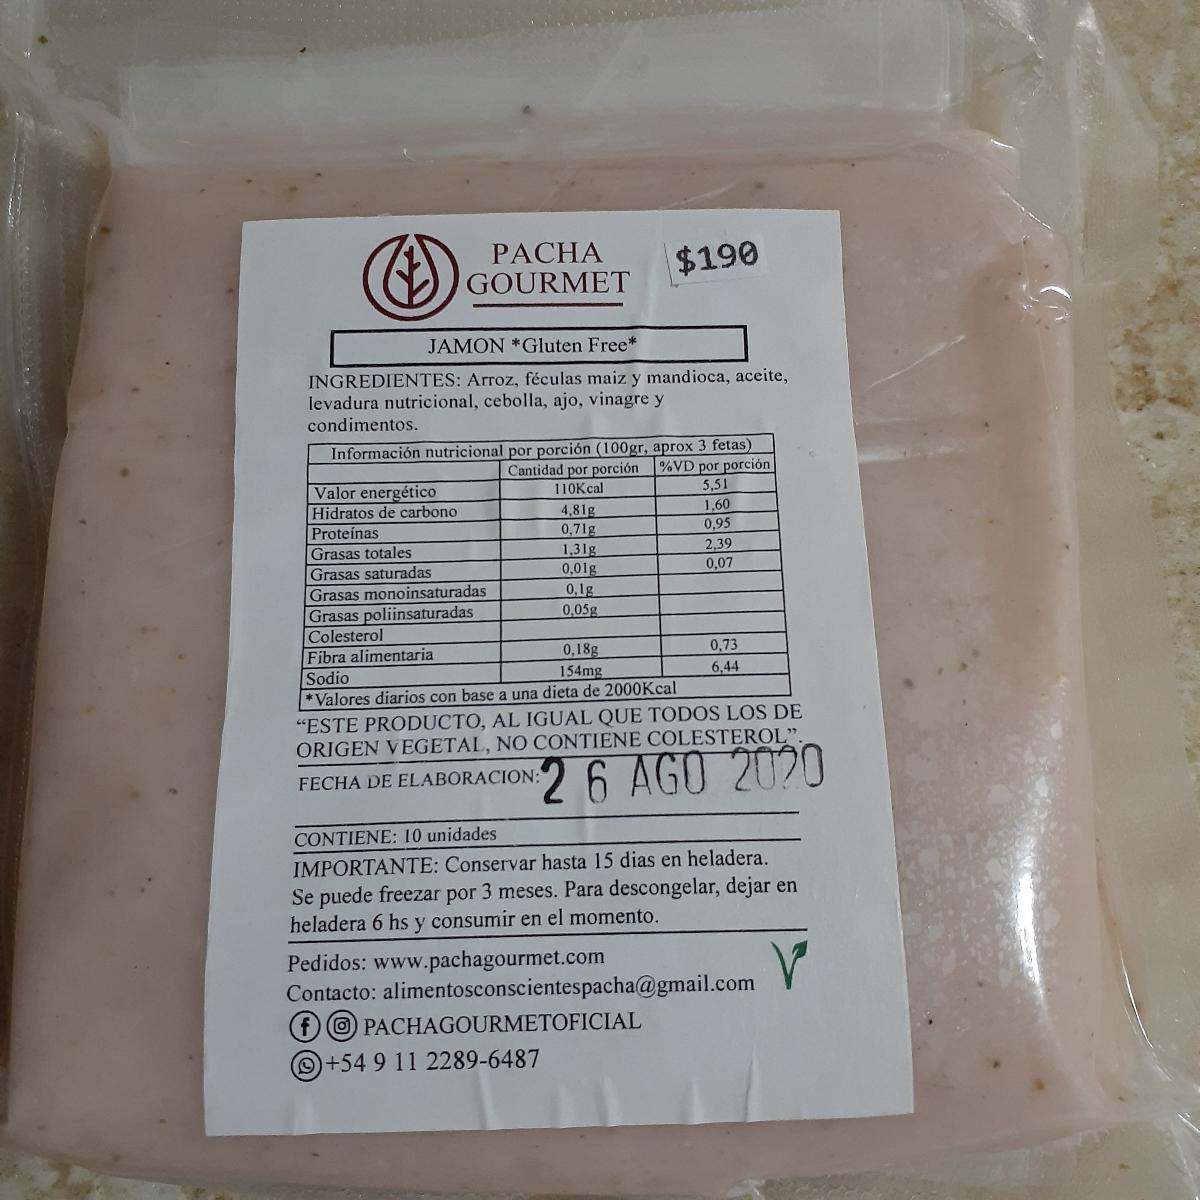 PACHA
GOURMET
$190
JAMON *Gluten Free*
INGREDIENTES: Arroz, féculas maiz y mandioca, aceite,
levadura nutricional, cebolla, ajo, vinagre y
condimentos.
Información nutricional por porción (100gr, aprox 3 fetas)
Cantidad por porción %VD por porción
Valor energético 110Kcal 5,51
Hidratos de carbono 4,81g 1,60
Proteínas 0,71g 0,95
Grasas totales 1,31g 2,39
Grasas saturadas 0,01g 0,07
Grasas monoinsaturadas 0,1g
Grasas poliinsaturadas 0,05g
Colesterol
Fibra alimentaria 0,18g 0,73
Sodio 154mg 6,44
*Valores diarios con base a una dieta de 2000Kcal
“ESTE PRODUCTO, AL IGUAL QUE TODOS LOS DE
ORIGEN VEGETAL, NO CONTIENE COLESTEROL”.
FECHA DE ELABORACION: 26 AGO 2020
CONTIENE: 10 unidades
IMPORTANTE: Conservar hasta 15 dias en heladera.
Se puede freezar por 3 meses. Para descongelar, dejar en
heladera 6 hs y consumir en el momento.
Pedidos: www.pachagourmet.com
Contacto: alimentosconscientespacha@gmail.com
PACHAGOURMETOFICIAL
+54 9 11 2289-6487